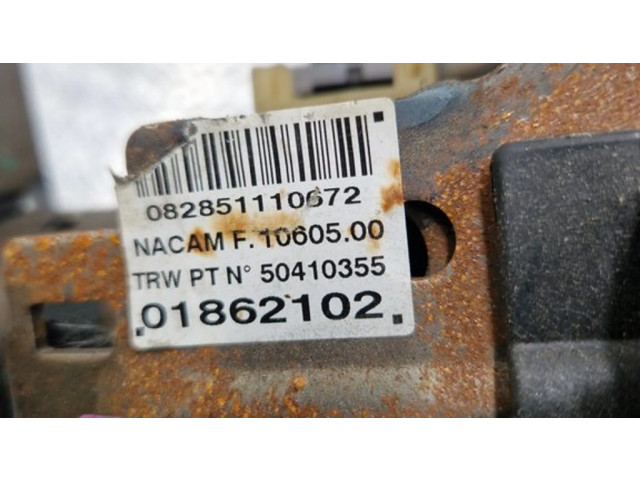 082851110672
NACAM F. 10605.00
TRW PT N° 50410355
.01862102.